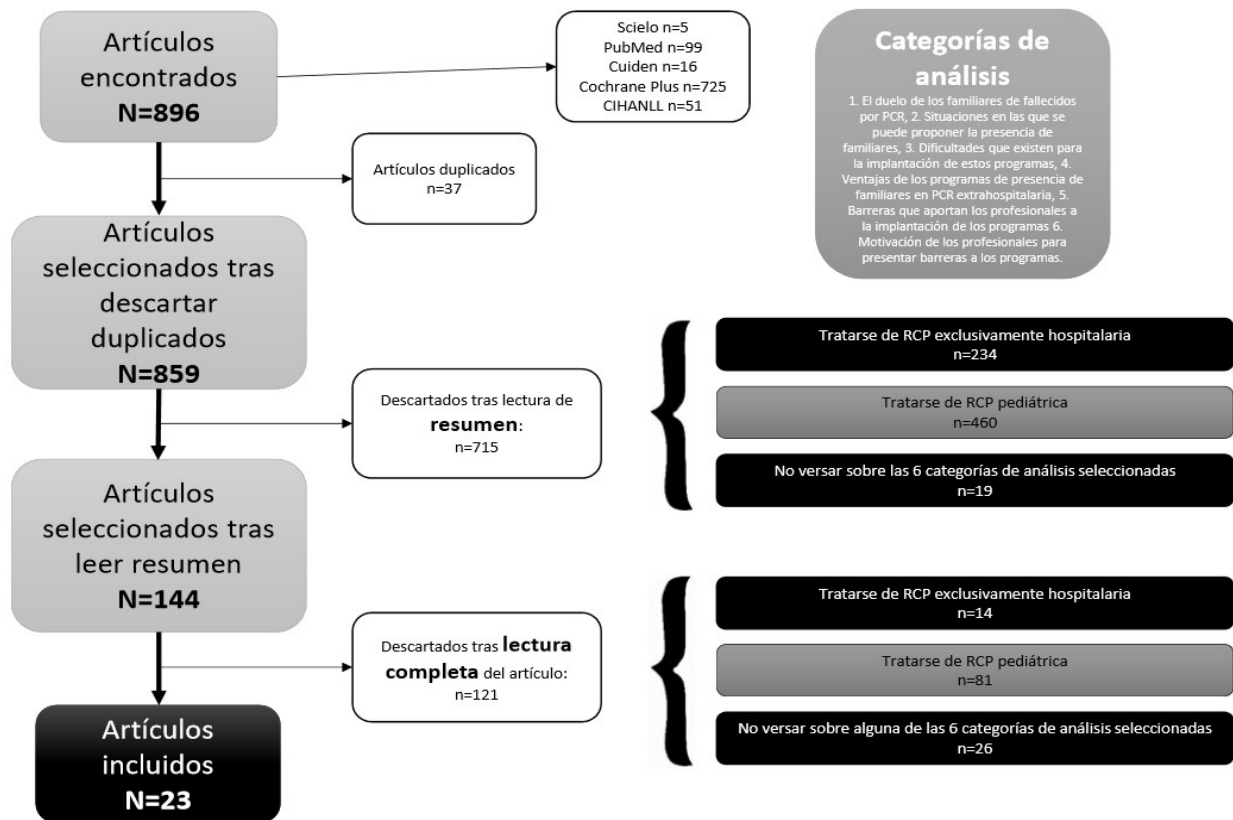 Artículos
encontrados
N=896
Scielo n=5
PubMed n=99
Cuiden n=16
Cochrane Plus n=725
CIHANLL n=51
Categorías de
análisis
1. El duelo de los familiares de fallecidos
por PCR, 2. Situaciones en las que se
puede proponer la presencia de
familiares, 3. Dificultades que existen para
la implantación de estos programas, 4.
Ventajas de los programas de presencia de
familiares en PCR extrahospitalaria, 5.
Barreras que aportan los profesionales a
la implantación de los programas 6.
Motivación de los profesionales para
presentar barreras a los programas.
Artículos duplicados
n=37
Artículos
seleccionados tras
descartar
duplicados
N=859
Descartados tras lectura de
resumen:
n=715
Tratarse de RCP exclusivamente hospitalaria
n=234
Tratarse de RCP pediátrica
n=460
No versar sobre las 6 categorías de análisis seleccionadas
n=19
Artículos
seleccionados tras
leer resumen
N=144
Descartados tras lectura
completa del artículo:
n=121
Tratarse de RCP exclusivamente hospitalaria
n=14
Tratarse de RCP pediátrica
n=81
No versar sobre alguna de las 6 categorías de análisis seleccionadas
n=26
Artículos
incluidos
N=23